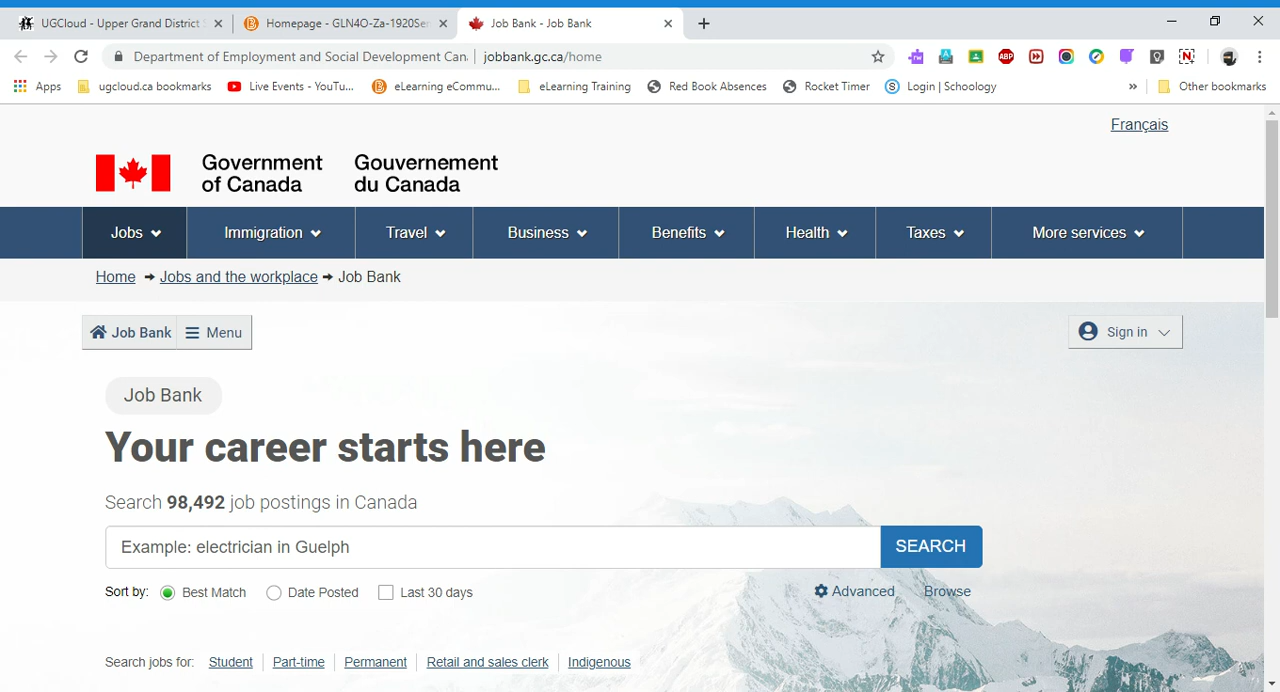 UGCloud - Upper Grand District
Homepage - GLN4O-Za-1920Se
Job Bank - Job Bank
Department of Employment and Social Development Can. jobbank.gc.ca/home
Apps ugcloud.ca bookmarks Live Events - YouTu... eLearning eCommu... eLearning Training Red Book Absences Rocket Timer Login | Schoology » Other bookmarks
Français
Government of Canada
Gouvernement du Canada
Jobs Immigration Travel Business Benefits Health Taxes More services
Home Jobs and the workplace Job Bank
Job Bank Menu Sign in
Job Bank
Your career starts here
Search 98,492 job postings in Canada
Example: electrician in Guelph SEARCH
Sort by: Best Match Date Posted Last 30 days Advanced Browse
Search jobs for: Student Part-time Permanent Retail and sales clerk Indigenous